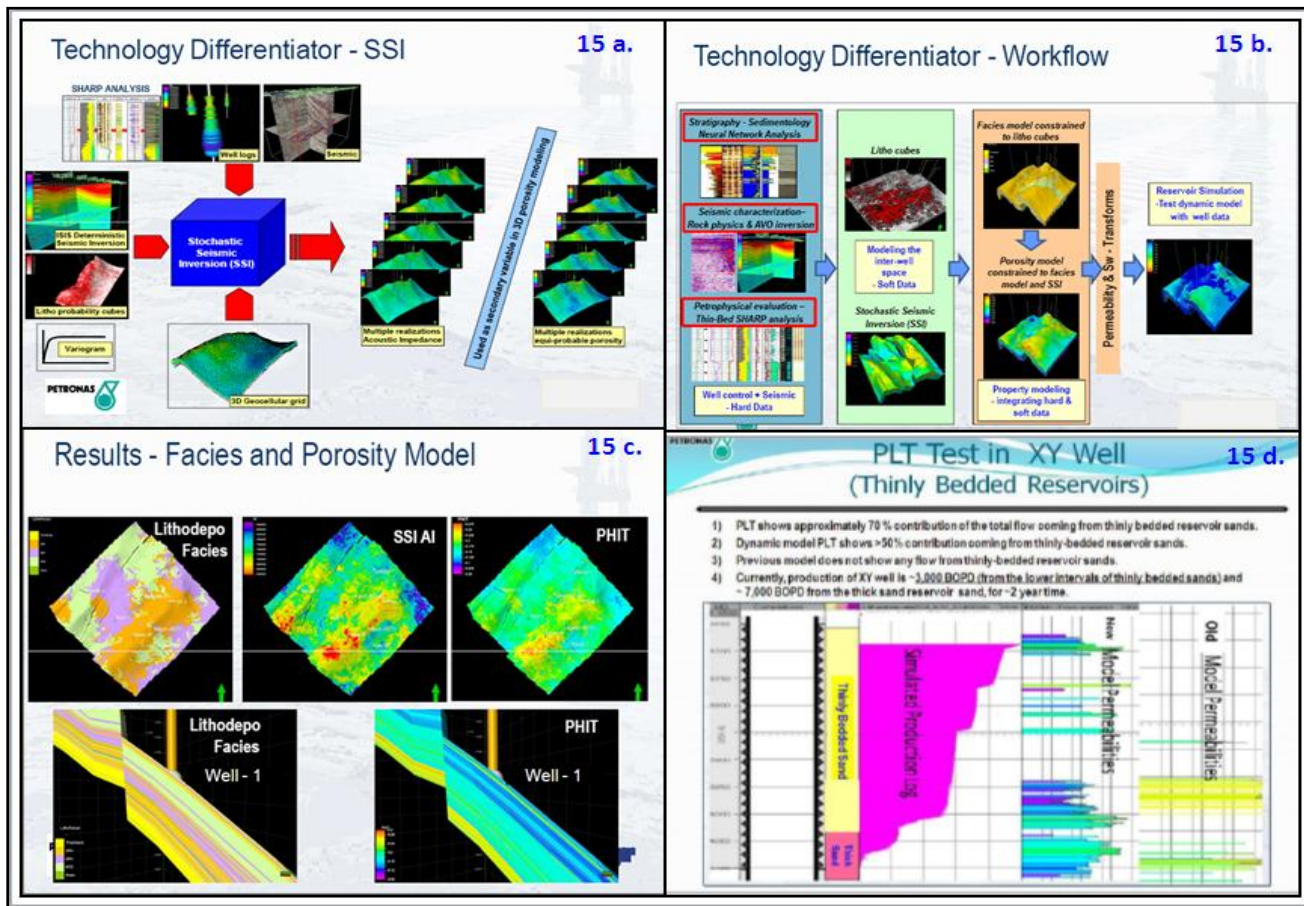 Technology Differentiator - SSI
15 a.
SHARP ANALYSIS
Well logs
Seismic
ISIS Deterministic
Seismic Inversion
Stochastic
Seismic
Inversion (SSI)
Litho probability cubes
Variogram
3D Geocellular grid
PETRONAS
Multiple realizations
Acoustic Impedance
Used as secondary variable in 3D porosity modeling
Multiple realizations
equi-probable porosity
Technology Differentiator - Workflow
15 b.
Stratigraphy - Sedimentology
Neural Network Analysis
Seismic characterization–
Rock physics & AVO inversion
Petrophysical evaluation –
Thin-Bed SHARP analysis
Well control + Seismic
- Hard Data
Litho cubes
Modeling the
inter-well
space
- Soft Data
Stochastic Seismic
Inversion (SSI)
Facies model constrained
to litho cubes
Porosity model
constrained to facies
model and SSI
Property modeling
- integrating hard &
soft data
Permeability & Sw - Transforms
Reservoir Simulation
-Test dynamic model
with well data
Results - Facies and Porosity Model
15 c.
Lithodepo
Facies
SSI AI
PHIT
Lithodepo
Facies
Well - 1
PHIT
Well - 1
PETRONAS
15 d.
PLT Test in XY Well
(Thinly Bedded Reservoirs)
1) PLT shows approximately 70 % contribution of the total flow coming from thinly bedded reservoir sands.
2) Dynamic model PLT shows >50% contribution coming from thinly-bedded reservoir sands.
3) Previous model does not show any flow from thinly-bedded reservoir sands.
4) Currently, production of XY well is ~3,000 BOPD (from the lower intervals of thinly bedded sands) and
~ 7,000 BOPD from the thick sand reservoir sand, for ~2 year time.
Thinly Bedded Sand
Thick
Sand
Simulated Production Log
New Model Permeabilities
Old Model Permeabilities